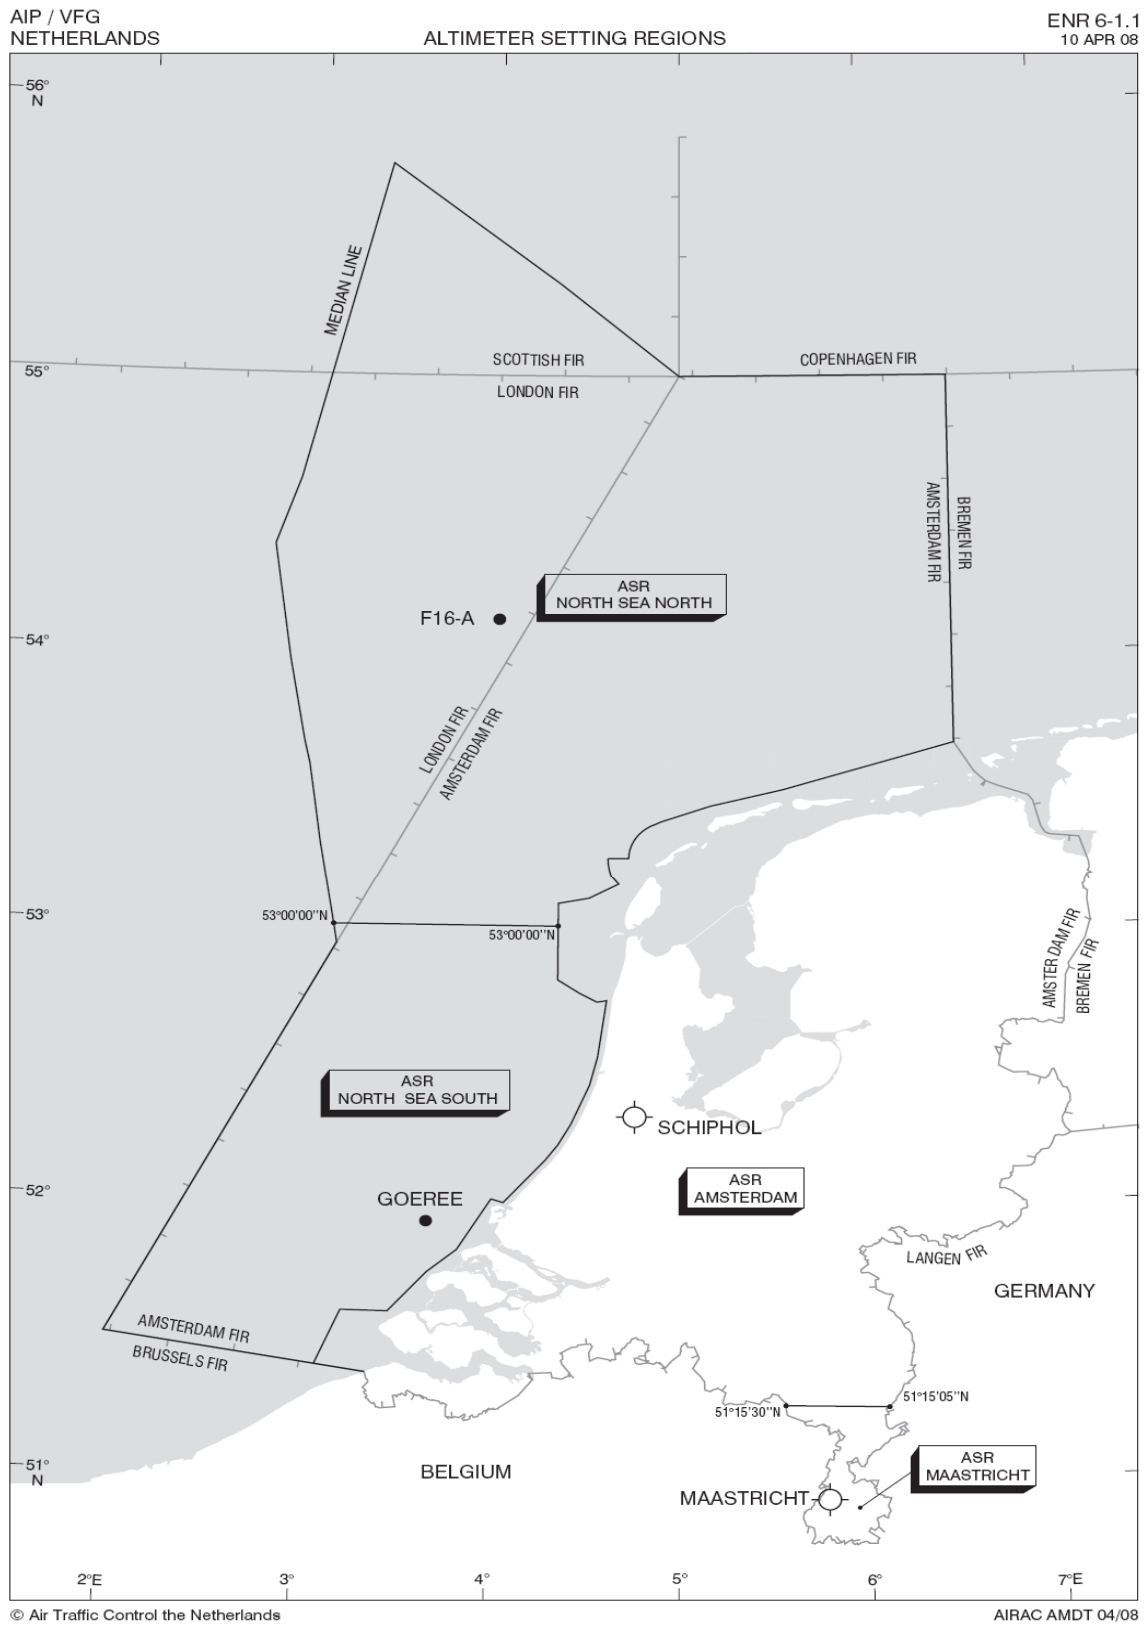 AIP / VFG
NETHERLANDS
ALTIMETER SETTING REGIONS
ENR 6-1.1
10 APR 08
56°
N
MEDIAN LINE
SCOTTISH FIR
COPENHAGEN FIR
55°
LONDON FIR
AMSTERDAM FIR
BREMEN FIR
ASR
NORTH SEA NORTH
F16-A
54°
LONDON FIR
AMSTERDAM FIR
53°
53°00'00''N
53°00'00''N
AMSTERDAM FIR
BREMEN FIR
ASR
NORTH SEA SOUTH
SCHIPHOL
ASR
AMSTERDAM
52°
GOEREE
LANGEN FIR
GERMANY
AMSTERDAM FIR
BRUSSELS FIR
51°15'30''N
51°15'05''N
51°
N
BELGIUM
ASR
MAASTRICHT
MAASTRICHT
2°E
3°
4°
5°
6°
7°E
© Air Traffic Control the Netherlands
AIRAC AMDT 04/08